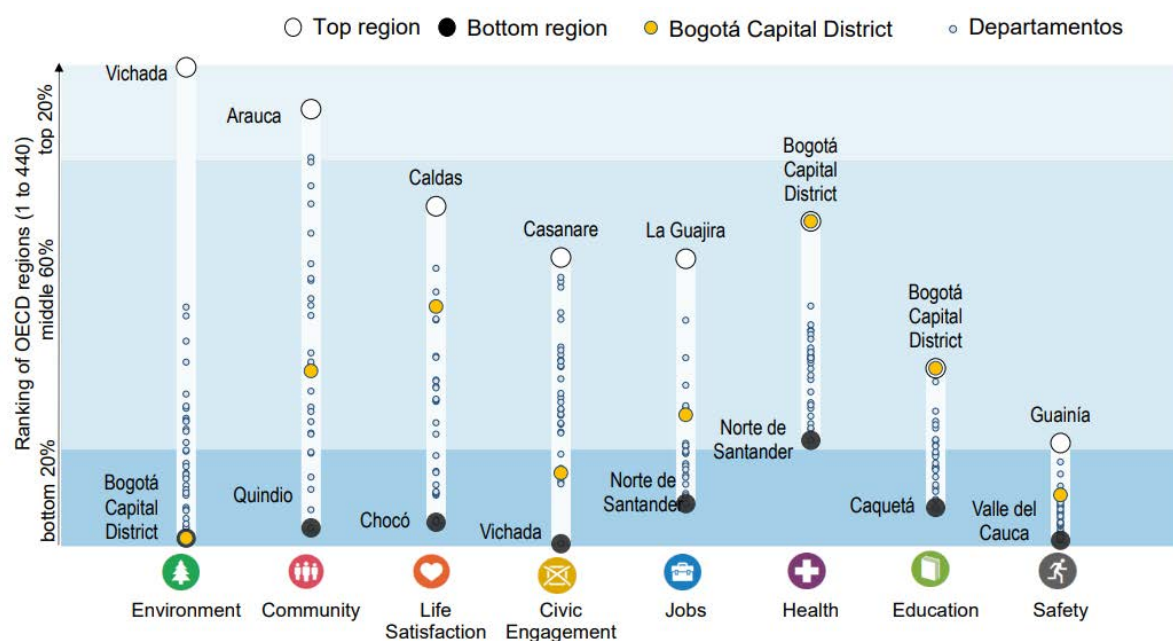 Top region
Bottom region
Bogotá Capital District
Departamentos
Ranking of OECD regions (1 to 440)
top 20%
middle 60%
bottom 20%
Vichada
Bogotá
Capital
District
Arauca
Quindio
Caldas
Chocó
Casanare
Vichada
La Guajira
Norte de
Santander
Bogotá
Capital
District
Norte de
Santander
Bogotá
Capital
District
Caquetá
Guainía
Valle del
Cauca
Environment
Community
Life
Satisfaction
Civic
Engagement
Jobs
Health
Education
Safety